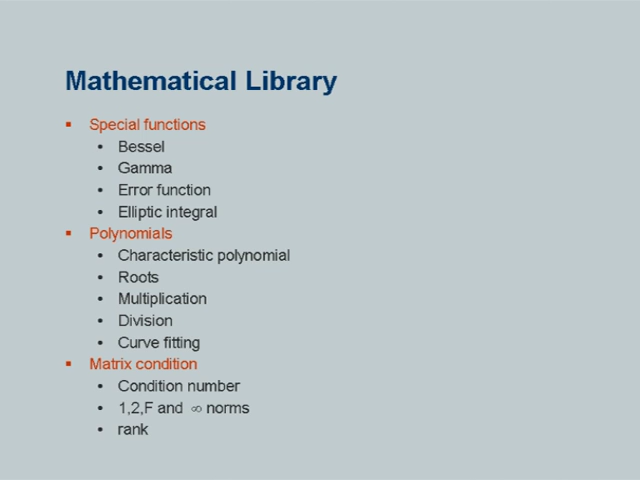 Mathematical Library
▪ Special functions
• Bessel
• Gamma
• Error function
• Elliptic integral
▪ Polynomials
• Characteristic polynomial
• Roots
• Multiplication
• Division
• Curve fitting
▪ Matrix condition
• Condition number
• 1,2,F and ∞ norms
• rank